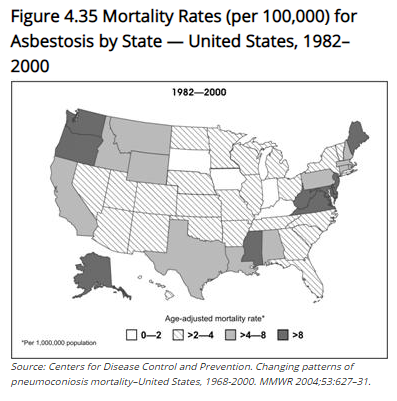 Figure 4.35 Mortality Rates (per 100,000) for
Asbestosis by State — United States, 1982–
2000
1982—2000
Age-adjusted mortality rate*
0—2 >2—4 >4—8 >8
*Per 1,000,000 population
Source: Centers for Disease Control and Prevention. Changing patterns of
pneumoconiosis mortality–United States, 1968-2000. MMWR 2004;53:627–31.